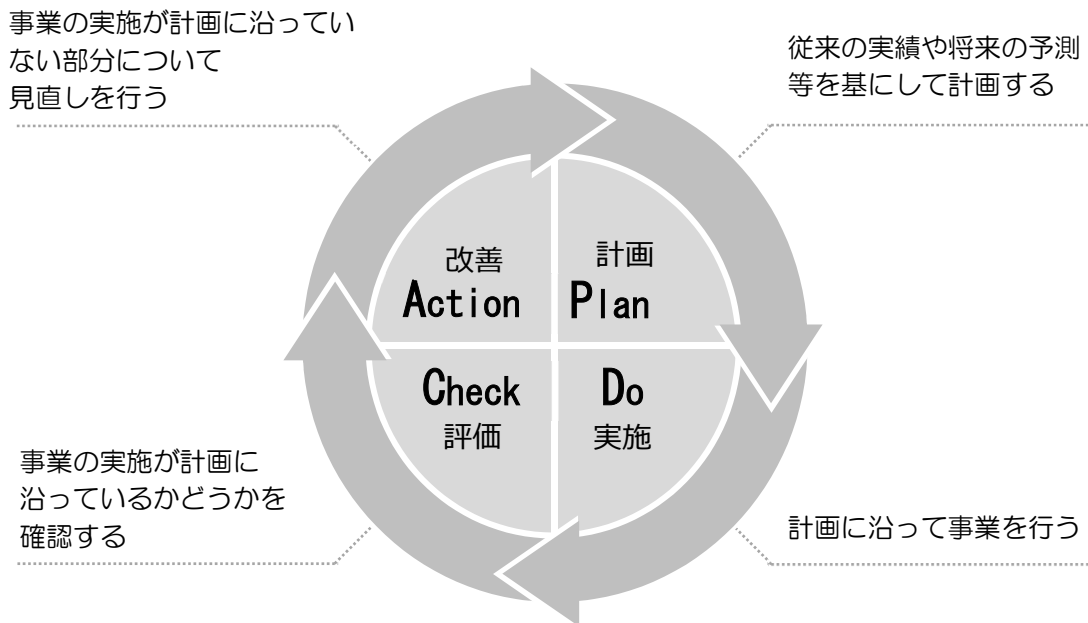 事業の実施が計画に沿ってい
ない部分について
見直しを行う
従来の実績や将来の予測
等を基にして計画する
改善
Action
計画
Plan
Check
評価
Do
実施
事業の実施が計画に
沿っているかどうかを
確認する
計画に沿って事業を行う